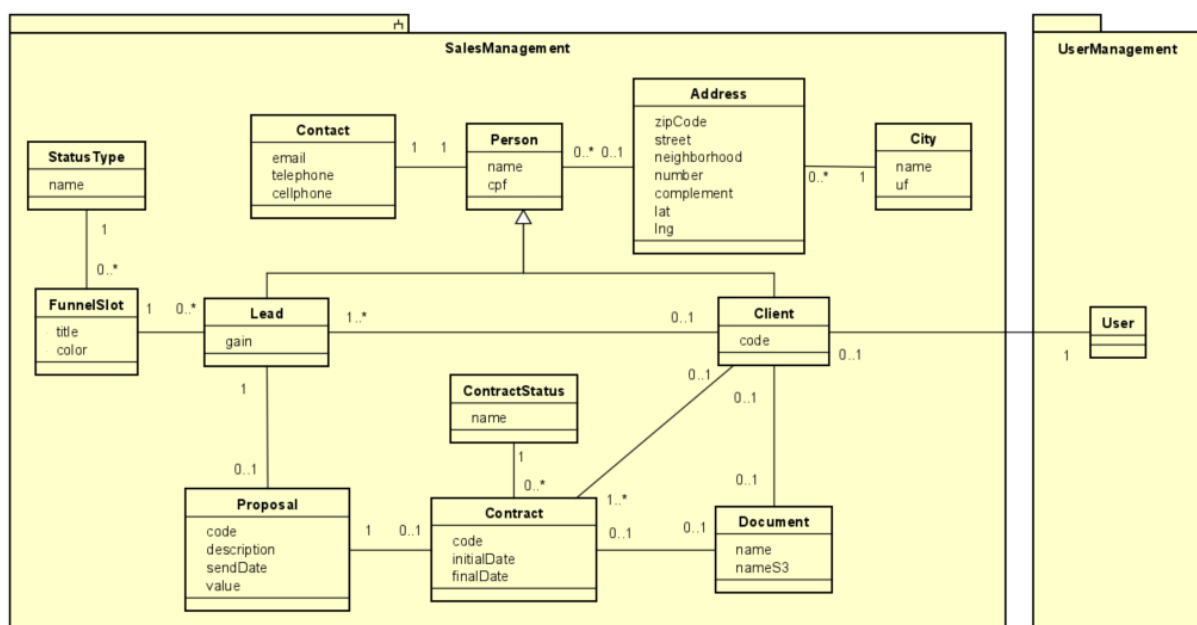 SalesManagement
UserManagement
StatusType
name
1
0..*
Contact
email
telephone
cellphone
1
1
Person
name
cpf
0..*
0..1
Address
zipCode
street
neighborhood
number
complement
lat
lng
0..*
1
City
name
uf
FunnelSlot
title
color
1
0..*
Lead
gain
1..*
0..1
Client
code
0..1
1
User
1
0..1
ContractStatus
name
1
0..*
0..1
1..*
0..1
0..1
Proposal
code
description
sendDate
value
1
0..1
Contract
code
initialDate
finalDate
0..1
0..1
Document
name
nameS3